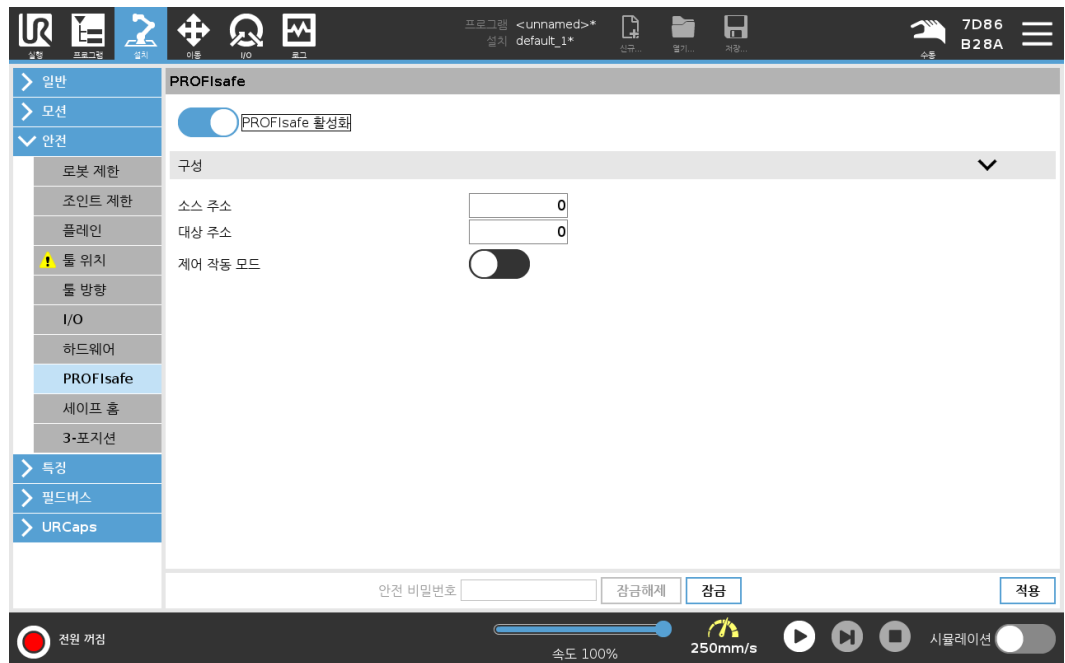 UR
프로그램 <unnamed>*
설치 default_1*
실행
프로그램
설치
이동
I/O
로그
신규...
열기...
저장...
수동
7D86
B28A
일반
모션
안전
로봇 제한
조인트 제한
플레인
툴 위치
툴 방향
I/O
하드웨어
PROFIsafe
세이프 홈
3-포지션
특징
필드버스
URCaps
PROFIsafe
PROFIsafe 활성화
구성
소스 주소 0
대상 주소 0
제어 작동 모드
안전 비밀번호 잠금해제 잠금 적용
전원 꺼짐
속도 100%
250mm/s
시뮬레이션